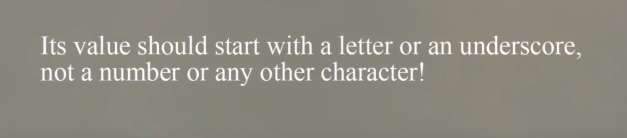 Its value should start with a letter or an underscore,
not a number or any other character!